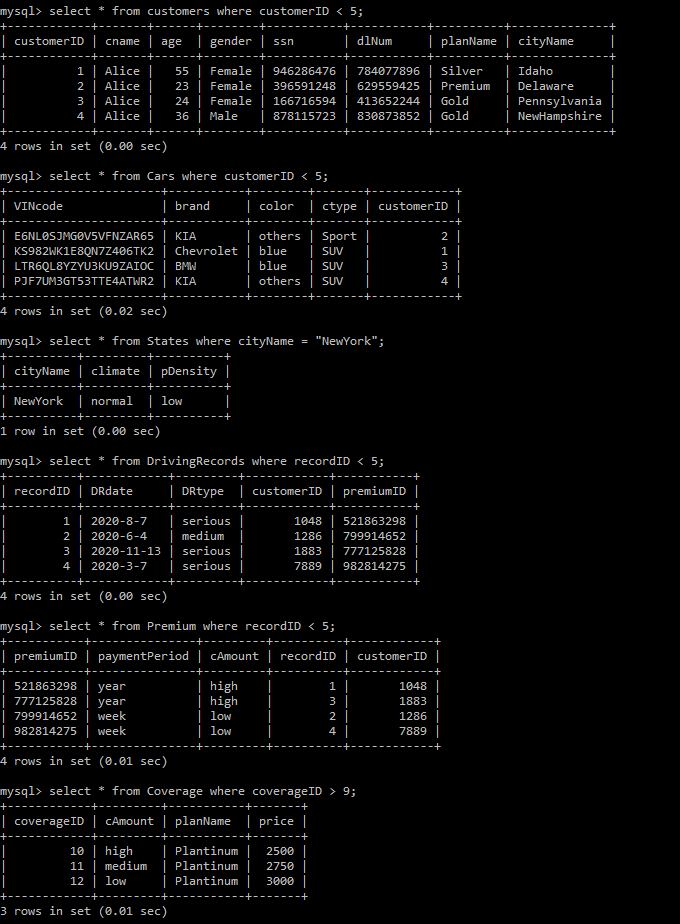 mysql> select * from customers where customerID < 5;
+------------+-------+------+--------+-----------+-----------+----------+--------------+
| customerID | cname | age  | gender | ssn       | dlNum     | planName | cityName     |
+------------+-------+------+--------+-----------+-----------+----------+--------------+
|          1 | Alice |   55 | Female | 946286476 | 784077896 | Silver   | Idaho        |
|          2 | Alice |   23 | Female | 396591248 | 629559425 | Premium  | Delaware     |
|          3 | Alice |   24 | Female | 166716594 | 413652244 | Gold     | Pennsylvania |
|          4 | Alice |   36 | Male   | 878115723 | 830873852 | Gold     | NewHampshire |
+------------+-------+------+--------+-----------+-----------+----------+--------------+
4 rows in set (0.00 sec)
mysql> select * from Cars where customerID < 5;
+----------------------+-----------+--------+-------+------------+
| VINcode              | brand     | color  | ctype | customerID |
+----------------------+-----------+--------+-------+------------+
| E6NL0SJMG0V5VFNZAR65 | KIA       | others | Sport |          2 |
| KS982WK1E8QN7Z406TK2 | Chevrolet | blue   | SUV   |          1 |
| LTR6QL8YZYU3KU9ZAIOC | BMW       | blue   | SUV   |          3 |
| PJF7UM3GT53TTE4ATWR2 | KIA       | others | SUV   |          4 |
+----------------------+-----------+--------+-------+------------+
4 rows in set (0.02 sec)
mysql> select * from States where cityName = "NewYork";
+----------+---------+----------+
| cityName | climate | pDensity |
+----------+---------+----------+
| NewYork  | normal  | low      |
+----------+---------+----------+
1 row in set (0.00 sec)
mysql> select * from DrivingRecords where recordID < 5;
+----------+------------+---------+------------+-----------+
| recordID | DRdate     | DRtype  | customerID | premiumID |
+----------+------------+---------+------------+-----------+
|        1 | 2020-8-7   | serious |       1048 | 521863298 |
|        2 | 2020-6-4   | medium  |       1286 | 799914652 |
|        3 | 2020-11-13 | serious |       1883 | 777125828 |
|        4 | 2020-3-7   | serious |       7889 | 982814275 |
+----------+------------+---------+------------+-----------+
4 rows in set (0.00 sec)
mysql> select * from Premium where recordID < 5;
+-----------+---------------+---------+----------+------------+
| premiumID | paymentPeriod | cAmount | recordID | customerID |
+-----------+---------------+---------+----------+------------+
| 521863298 | year          | high    |        1 |       1048 |
| 777125828 | year          | high    |        3 |       1883 |
| 799914652 | week          | low     |        2 |       1286 |
| 982814275 | week          | low     |        4 |       7889 |
+-----------+---------------+---------+----------+------------+
4 rows in set (0.01 sec)
mysql> select * from Coverage where coverageID > 9;
+------------+---------+-----------+-------+
| coverageID | cAmount | planName  | price |
+------------+---------+-----------+-------+
|         10 | high    | Plantinum |  2500 |
|         11 | medium  | Plantinum |  2750 |
|         12 | low     | Plantinum |  3000 |
+------------+---------+-----------+-------+
3 rows in set (0.01 sec)